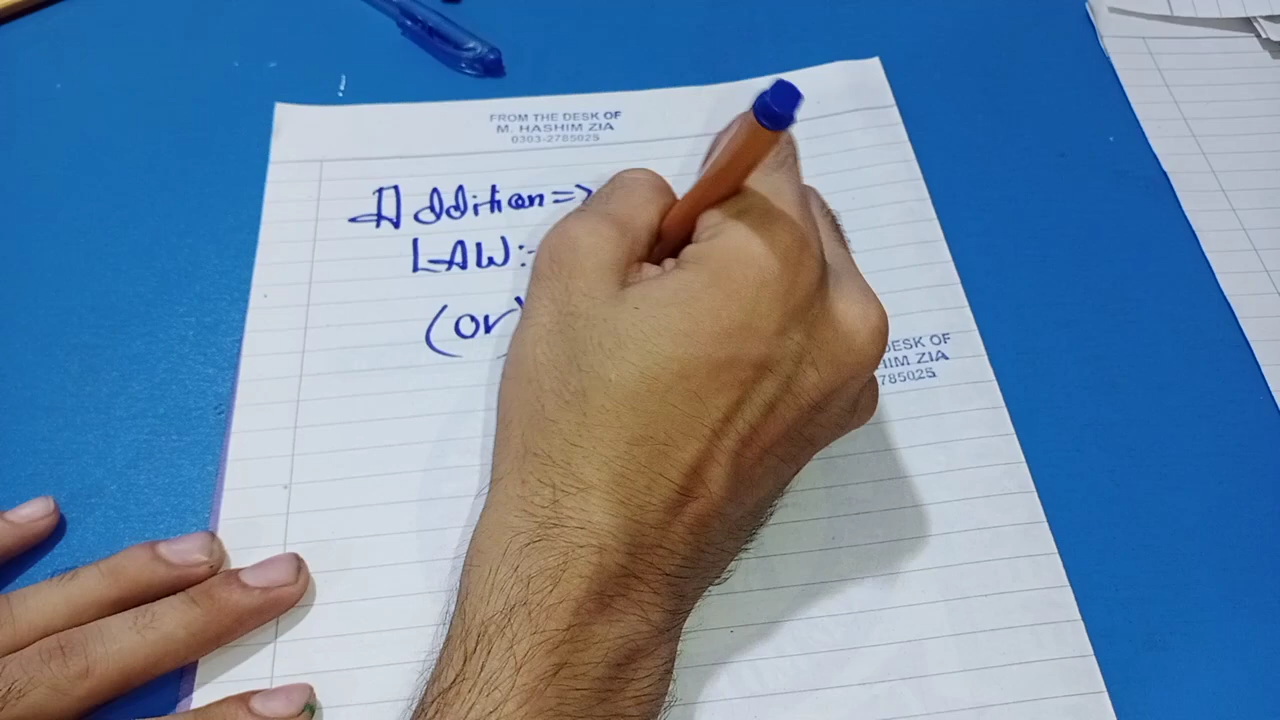 FROM THE DESK OF
M. HASHIM ZIA
0303-2785025
Addition=>
LAW:-
(or)
DESK OF
HIM ZIA
785025